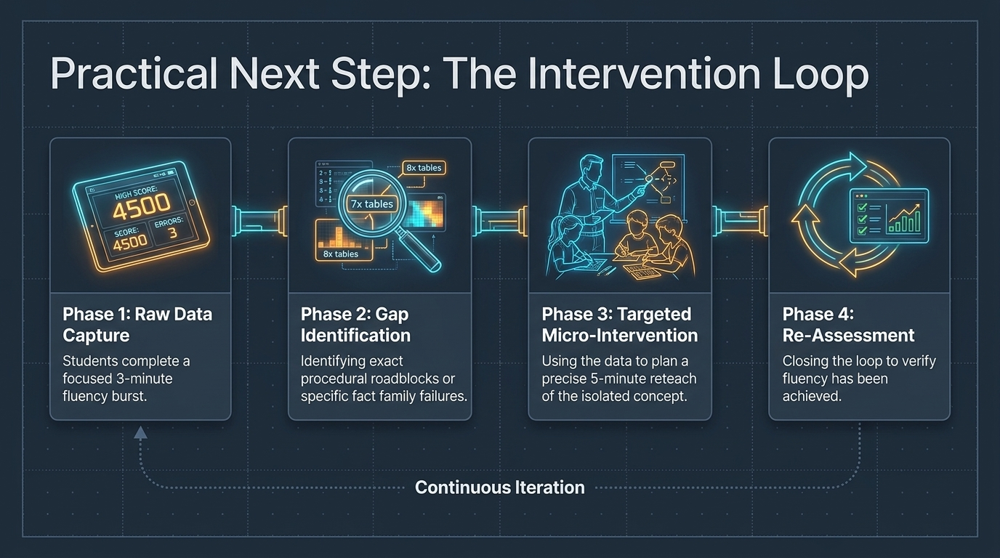 Practical Next Step: The Intervention Loop
HIGH SCORE:
4500
SCORE:
4500
ERRORS:
3
8x tables
7x tables
8x tables
Phase 1: Raw Data
Capture
Students complete a
focused 3-minute
fluency burst.
Phase 2: Gap
Identification
Identifying exact
procedural roadblocks or
specific fact family failures.
Phase 3: Targeted
Micro-Intervention
Using the data to plan a
precise 5-minute reteach
of the isolated concept.
Phase 4:
Re-Assessment
Closing the loop to verify
fluency has been
achieved.
Continuous Iteration